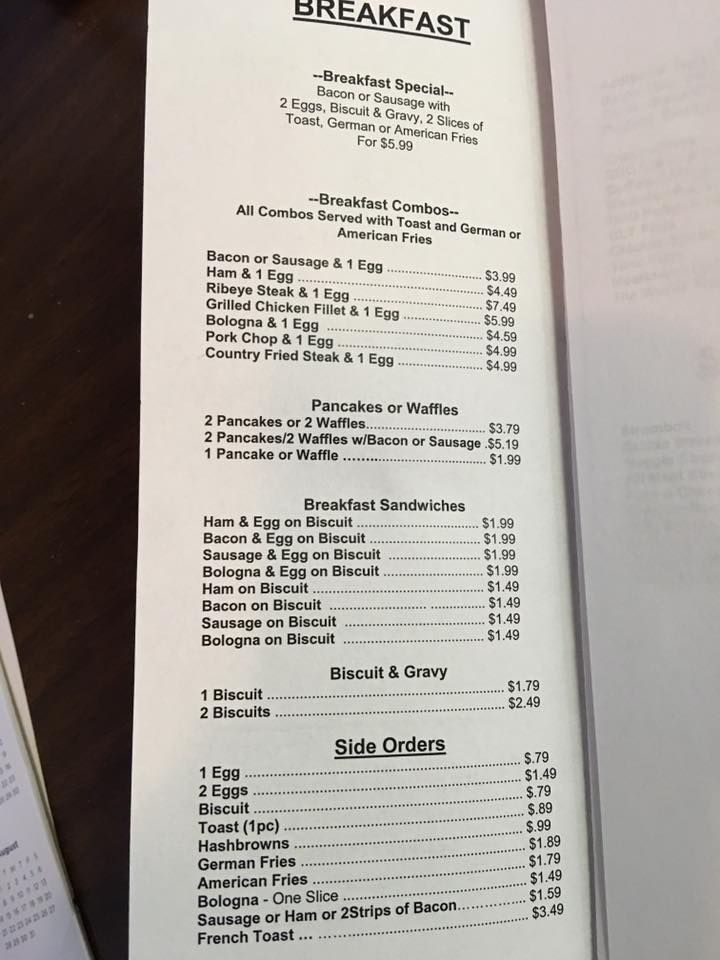 BREAKFAST
--Breakfast Special--
Bacon or Sausage with
2 Eggs, Biscuit & Gravy, 2 Slices of
Toast, German or American Fries
For $5.99
--Breakfast Combos--
All Combos Served with Toast and German or
American Fries
Bacon or Sausage & 1 Egg ........................ $3.99
Ham & 1 Egg ................................................ $4.49
Ribeye Steak & 1 Egg ................................. $7.49
Grilled Chicken Fillet & 1 Egg .................... $5.99
Bologna & 1 Egg ........................................ $4.59
Pork Chop & 1 Egg ..................................... $4.99
Country Fried Steak & 1 Egg ..................... $4.99
Pancakes or Waffles
2 Pancakes or 2 Waffles............................... $3.79
2 Pancakes/2 Waffles w/Bacon or Sausage .$5.19
1 Pancake or Waffle .................................... $1.99
Breakfast Sandwiches
Ham & Egg on Biscuit ............................... $1.99
Bacon & Egg on Biscuit ............................ $1.99
Sausage & Egg on Biscuit ....................... $1.99
Bologna & Egg on Biscuit ......................... $1.99
Ham on Biscuit ........................................... $1.49
Bacon on Biscuit ........................ ............. $1.49
Sausage on Biscuit ................................... $1.49
Bologna on Biscuit .................................... $1.49
Biscuit & Gravy
1 Biscuit ............................................................ $1.79
2 Biscuits .......................................................... $2.49
Side Orders
1 Egg ...................................................................... $.79
2 Eggs .................................................................... $1.49
Biscuit .................................................................... $.79
Toast (1pc) ............................................................. $.89
Hashbrowns ........................................................... $.99
German Fries ......................................................... $1.89
American Fries ...................................................... $1.79
Bologna - One Slice .............................................. $1.49
Sausage or Ham or 2Strips of Bacon................. $1.59
French Toast ... ..................................................... $3.49